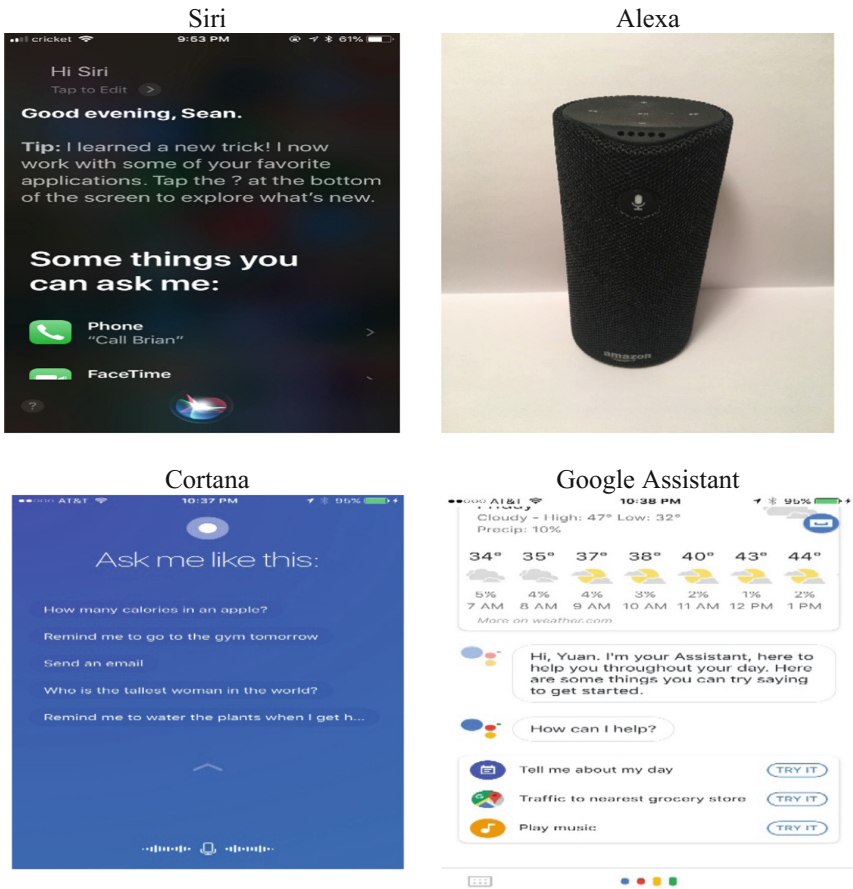 Siri
cricket 9:53 PM 61%
Hi Siri
Tap to Edit >
Good evening, Sean.
Tip: I learned a new trick! I now
work with some of your favorite
applications. Tap the ? at the bottom
of the screen to explore what's new.
Some things you
can ask me:
Phone
"Call Brian"
FaceTime
?
Alexa
amazon
Cortana
AT&T 10:37 PM 95%
Ask me like this:
How many calories in an apple?
Remind me to go to the gym tomorrow
Send an email
Who is the tallest woman in the world?
Remind me to water the plants when I get h...
Google Assistant
AT&T 10:38 PM 95%
Friday
Cloudy - High: 47° Low: 32°
Precip: 10%
34° 35° 37° 38° 40° 43° 44°
5% 4% 4% 3% 2% 1% 2%
7 AM 8 AM 9 AM 10 AM 11 AM 12 PM 1 PM
More on weather.com
Hi, Yuan. I'm your Assistant, here to
help you throughout your day. Here
are some things you can try saying
to get started.
How can I help?
Tell me about my day TRY IT
Traffic to nearest grocery store TRY IT
Play music TRY IT